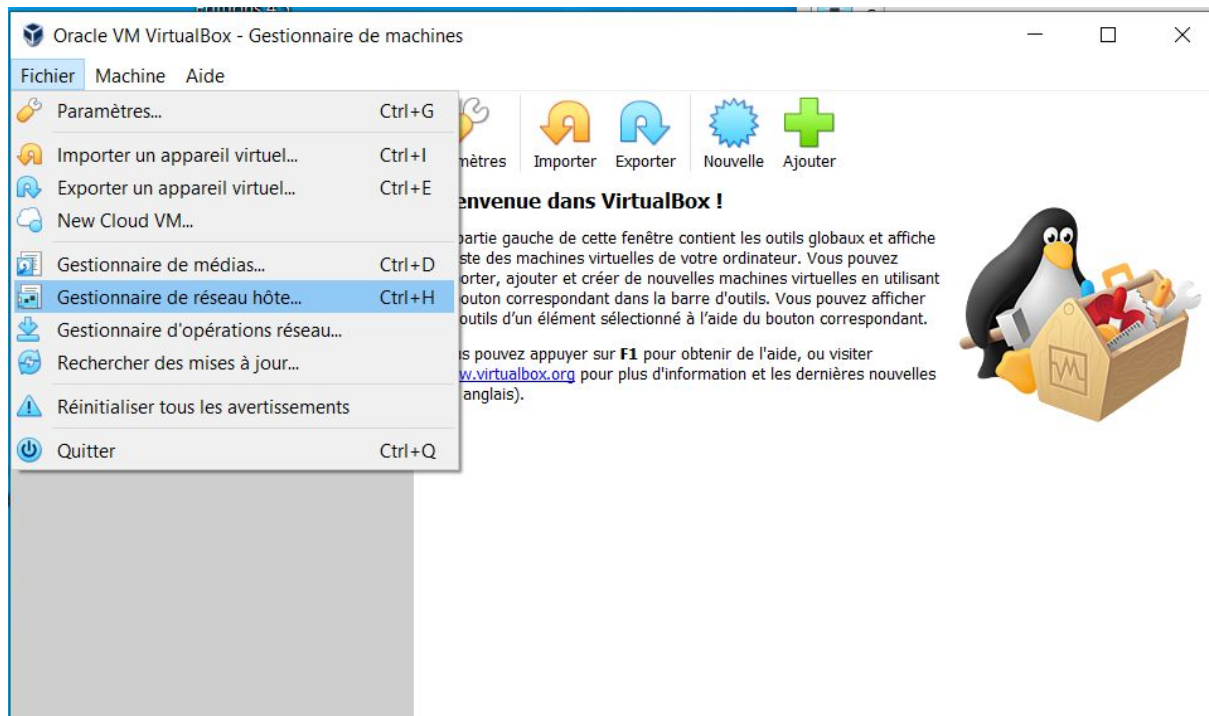 Oracle VM VirtualBox - Gestionnaire de machines
Fichier Machine Aide
Paramètres... Ctrl+G
Importer un appareil virtuel... Ctrl+I
Exporter un appareil virtuel... Ctrl+E
New Cloud VM...
Gestionnaire de médias... Ctrl+D
Gestionnaire de réseau hôte... Ctrl+H
Gestionnaire d'opérations réseau...
Rechercher des mises à jour...
Réinitialiser tous les avertissements
Quitter Ctrl+Q
mètres Importer Exporter Nouvelle Ajouter
envenue dans VirtualBox !
partie gauche de cette fenêtre contient les outils globaux et affiche
ste des machines virtuelles de votre ordinateur. Vous pouvez
orter, ajouter et créer de nouvelles machines virtuelles en utilisant
outon correspondant dans la barre d'outils. Vous pouvez afficher
outils d’un élément sélectionné à l’aide du bouton correspondant.
s pouvez appuyer sur F1 pour obtenir de l'aide, ou visiter
w.virtualbox.org pour plus d'information et les dernières nouvelles
anglais).